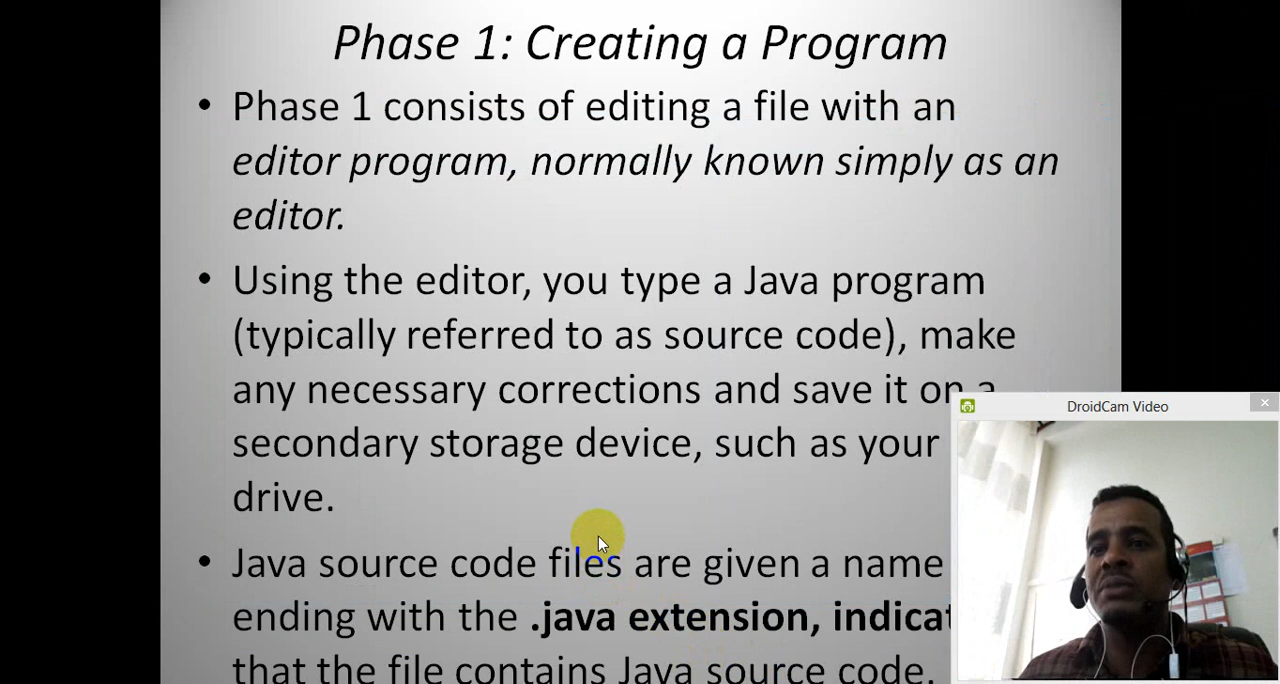 Phase 1: Creating a Program
• Phase 1 consists of editing a file with an
editor program, normally known simply as an
editor.
• Using the editor, you type a Java program
(typically referred to as source code), make
any necessary corrections and save it on a
secondary storage device, such as your
drive.
• Java source code files are given a name
ending with the .java extension, indicat
that the file contains Java source code.
DroidCam Video